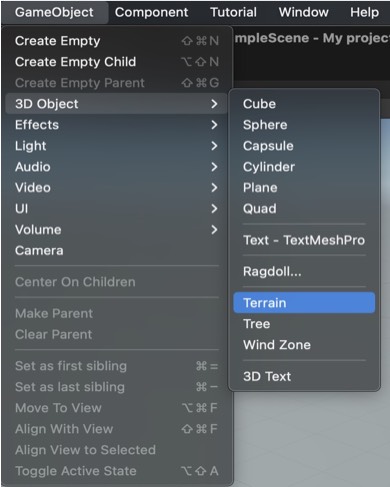 GameObject Component Tutorial Window Help
mpleScene - My project
Create Empty ⇧⌘N
Create Empty Child ⌥⇧N
Create Empty Parent ⇧⌘G
3D Object >
Effects >
Light >
Audio >
Video >
UI >
Volume >
Camera
Center On Children
Make Parent
Clear Parent
Set as first sibling ⌘=
Set as last sibling ⌘−
Move To View ⌥⌘F
Align With View ⇧⌘F
Align View to Selected
Toggle Active State ⌥⇧A
Cube
Sphere
Capsule
Cylinder
Plane
Quad
Text - TextMeshPro
Ragdoll...
Terrain
Tree
Wind Zone
3D Text